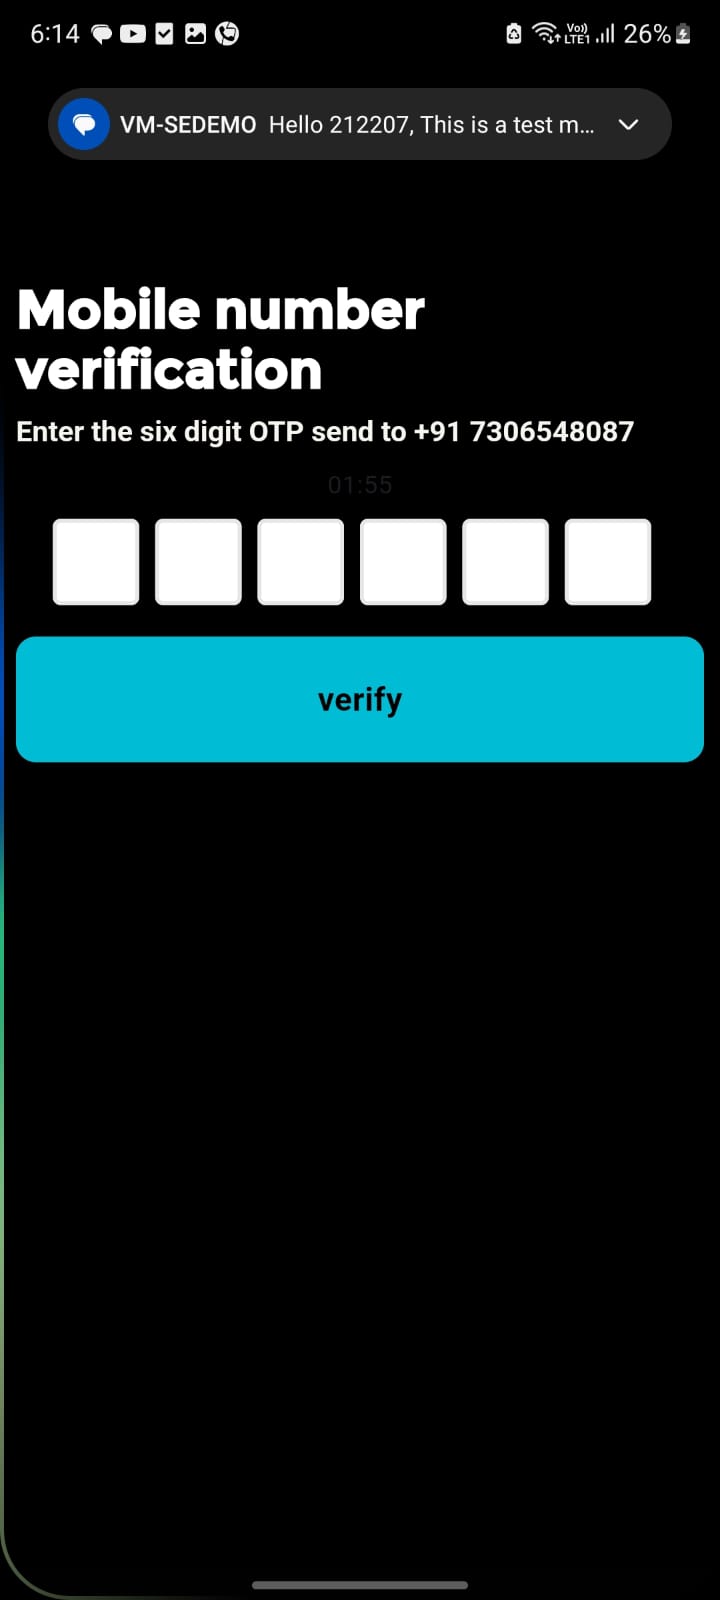 6:14
Vo))
LTE1
26%
VM-SEDEMO Hello 212207, This is a test m...
Mobile number
verification
Enter the six digit OTP send to +91 7306548087
01:55
verify